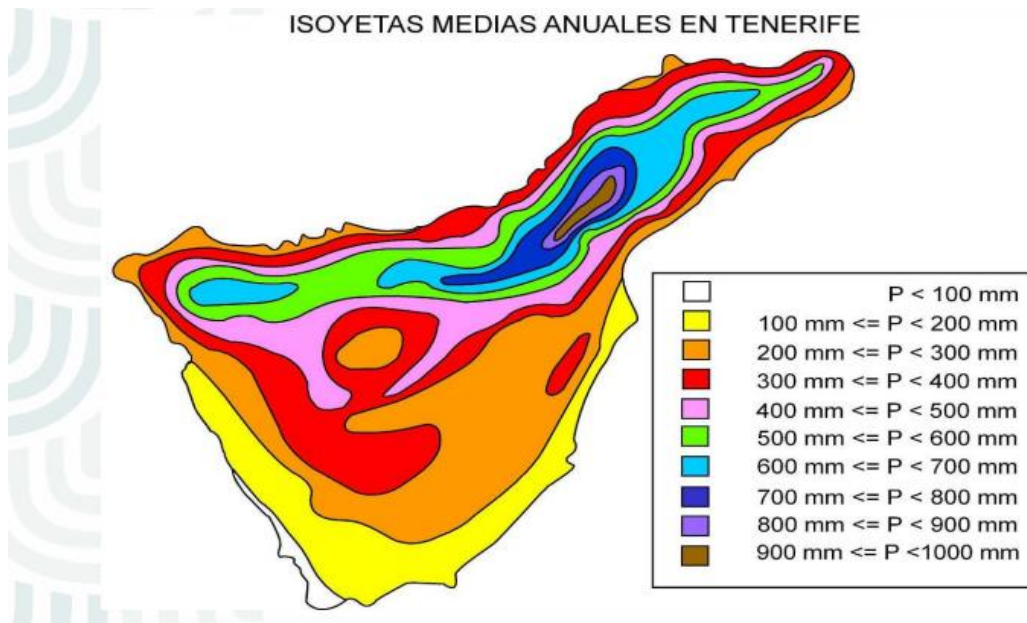 ISOYETAS MEDIAS ANUALES EN TENERIFE
P < 100 mm
100 mm <= P < 200 mm
200 mm <= P < 300 mm
300 mm <= P < 400 mm
400 mm <= P < 500 mm
500 mm <= P < 600 mm
600 mm <= P < 700 mm
700 mm <= P < 800 mm
800 mm <= P < 900 mm
900 mm <= P <1000 mm